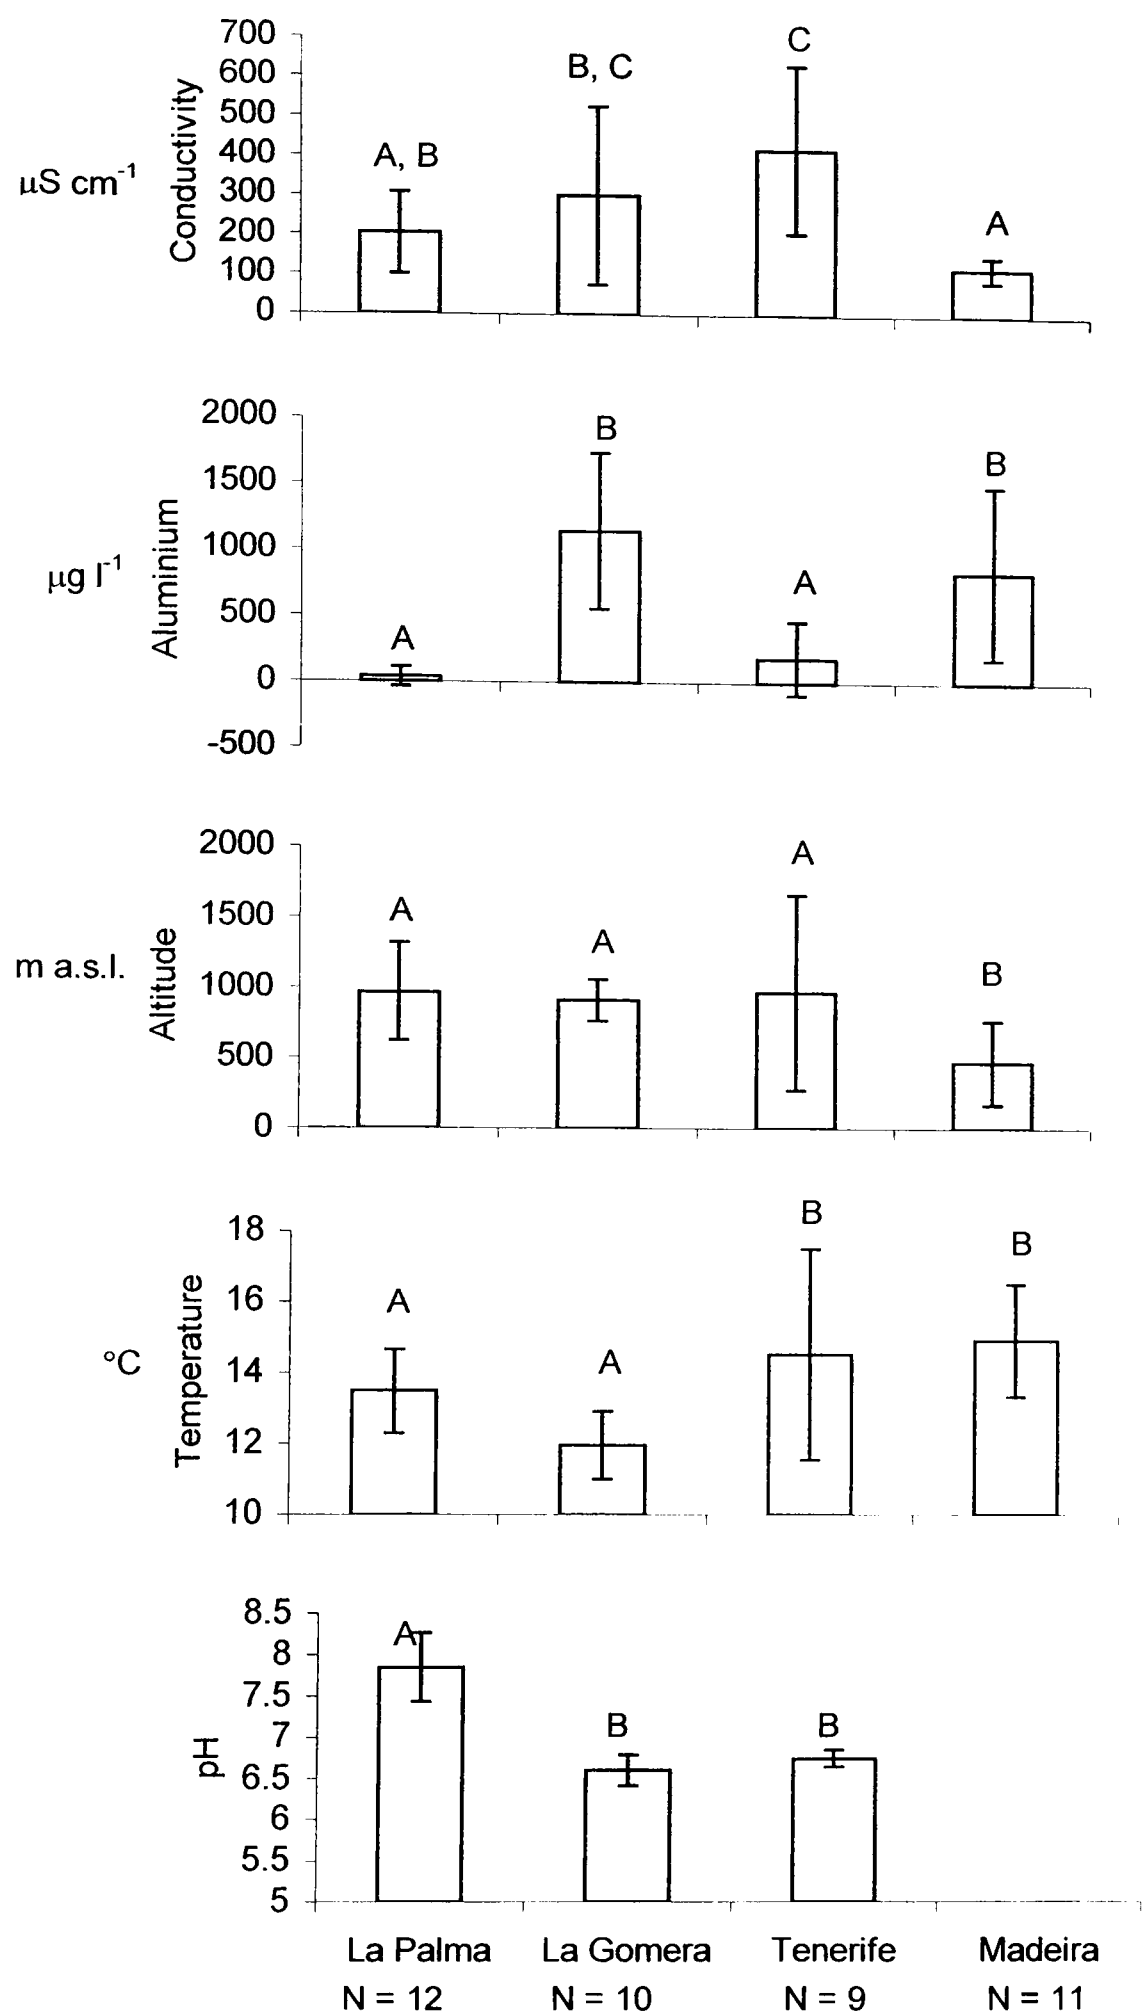 700
600
500
400
300
200
100
0
Conductivity
µS cm-1
A, B
B, C
C
A
2000
1500
1000
500
0
-500
Aluminium
µg l-1
A
B
A
B
2000
1500
1000
500
0
Altitude
m a.s.l.
A
A
A
B
18
16
14
12
10
Temperature
°C
A
A
B
B
8.5
8
7.5
7
6.5
6
5.5
5
pH
A
B
B
La Palma La Gomera Tenerife Madeira
N = 12 N = 10 N = 9 N = 11